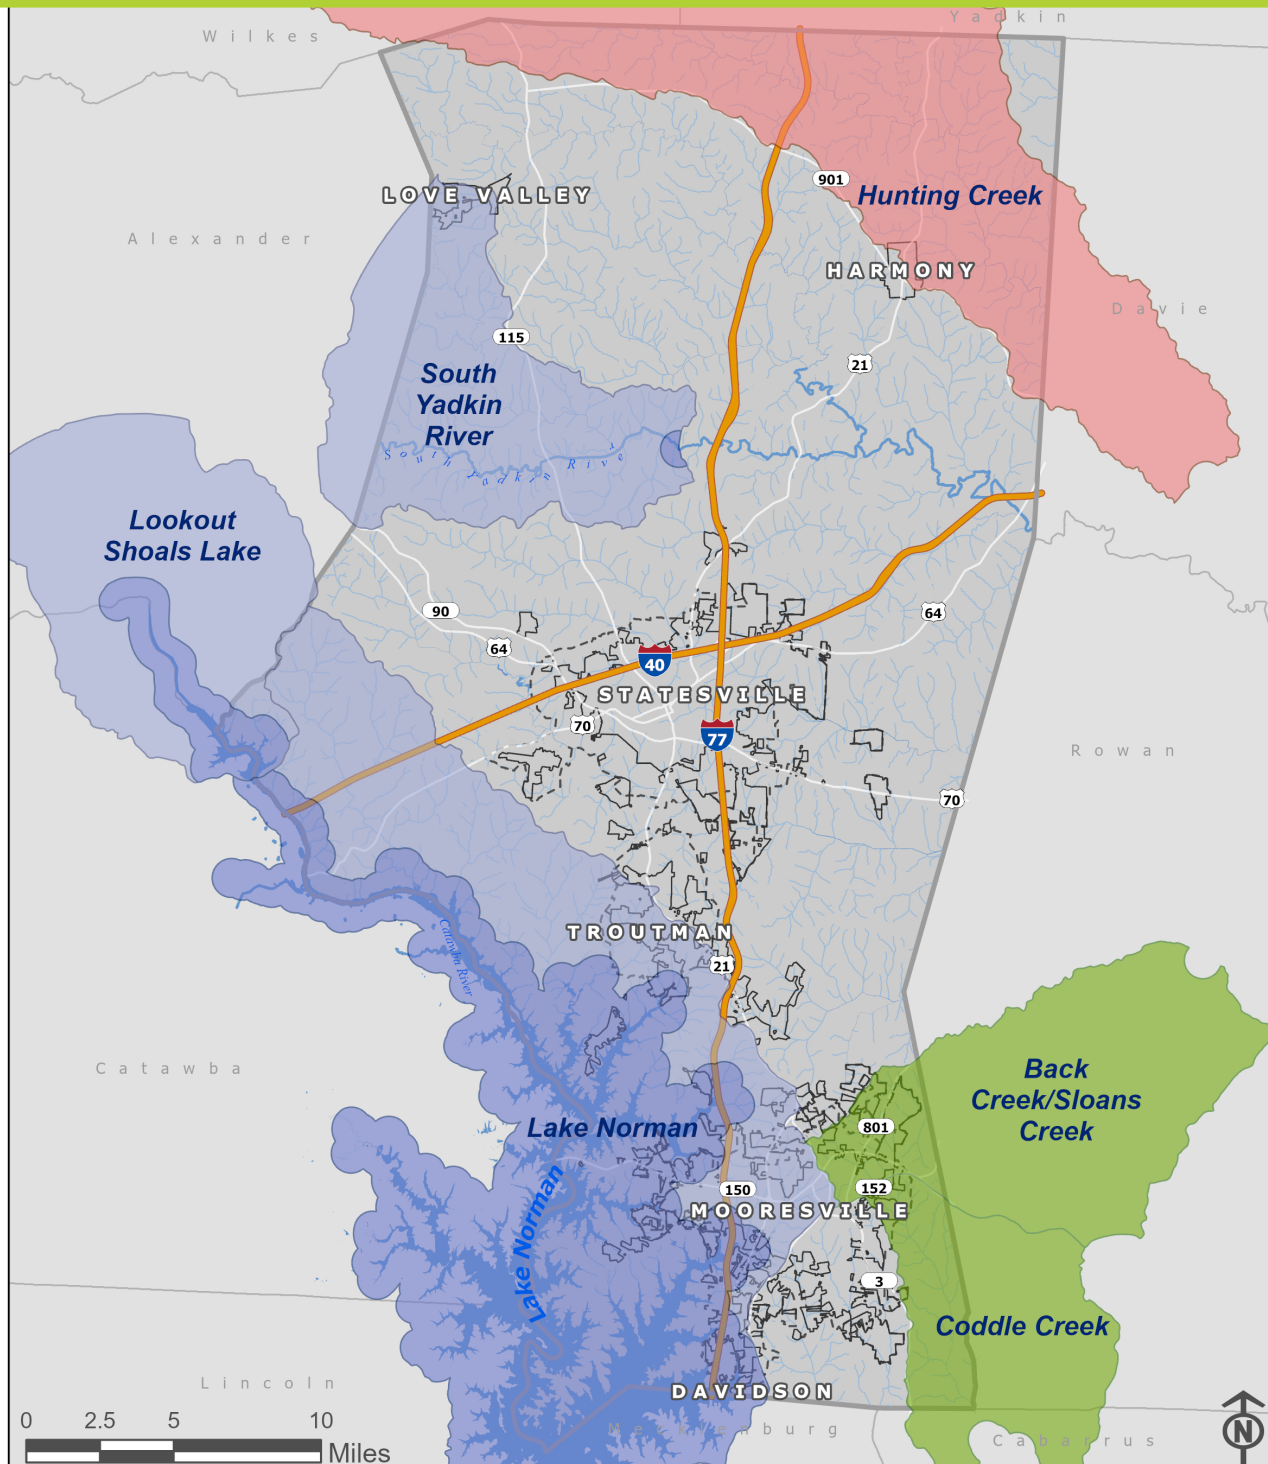 Yadkin
Wilkes
901
LOVE VALLEY
Hunting Creek
Alexander
HARMONY
Davie
115
21
South
Yadkin
River
South Yadkin River
Lookout
Shoals Lake
90
64
64
40
STATESVILLE
70
77
Rowan
70
Catawba River
TROUTMAN
21
Catawba
Back
Creek/Sloans
Creek
Lake Norman
801
150
152
MOORESVILLE
Lake Norman
3
Coddle Creek
Lincoln
DAVIDSON
Mecklenburg
Cabarrus
N
0 2.5 5 10
Miles